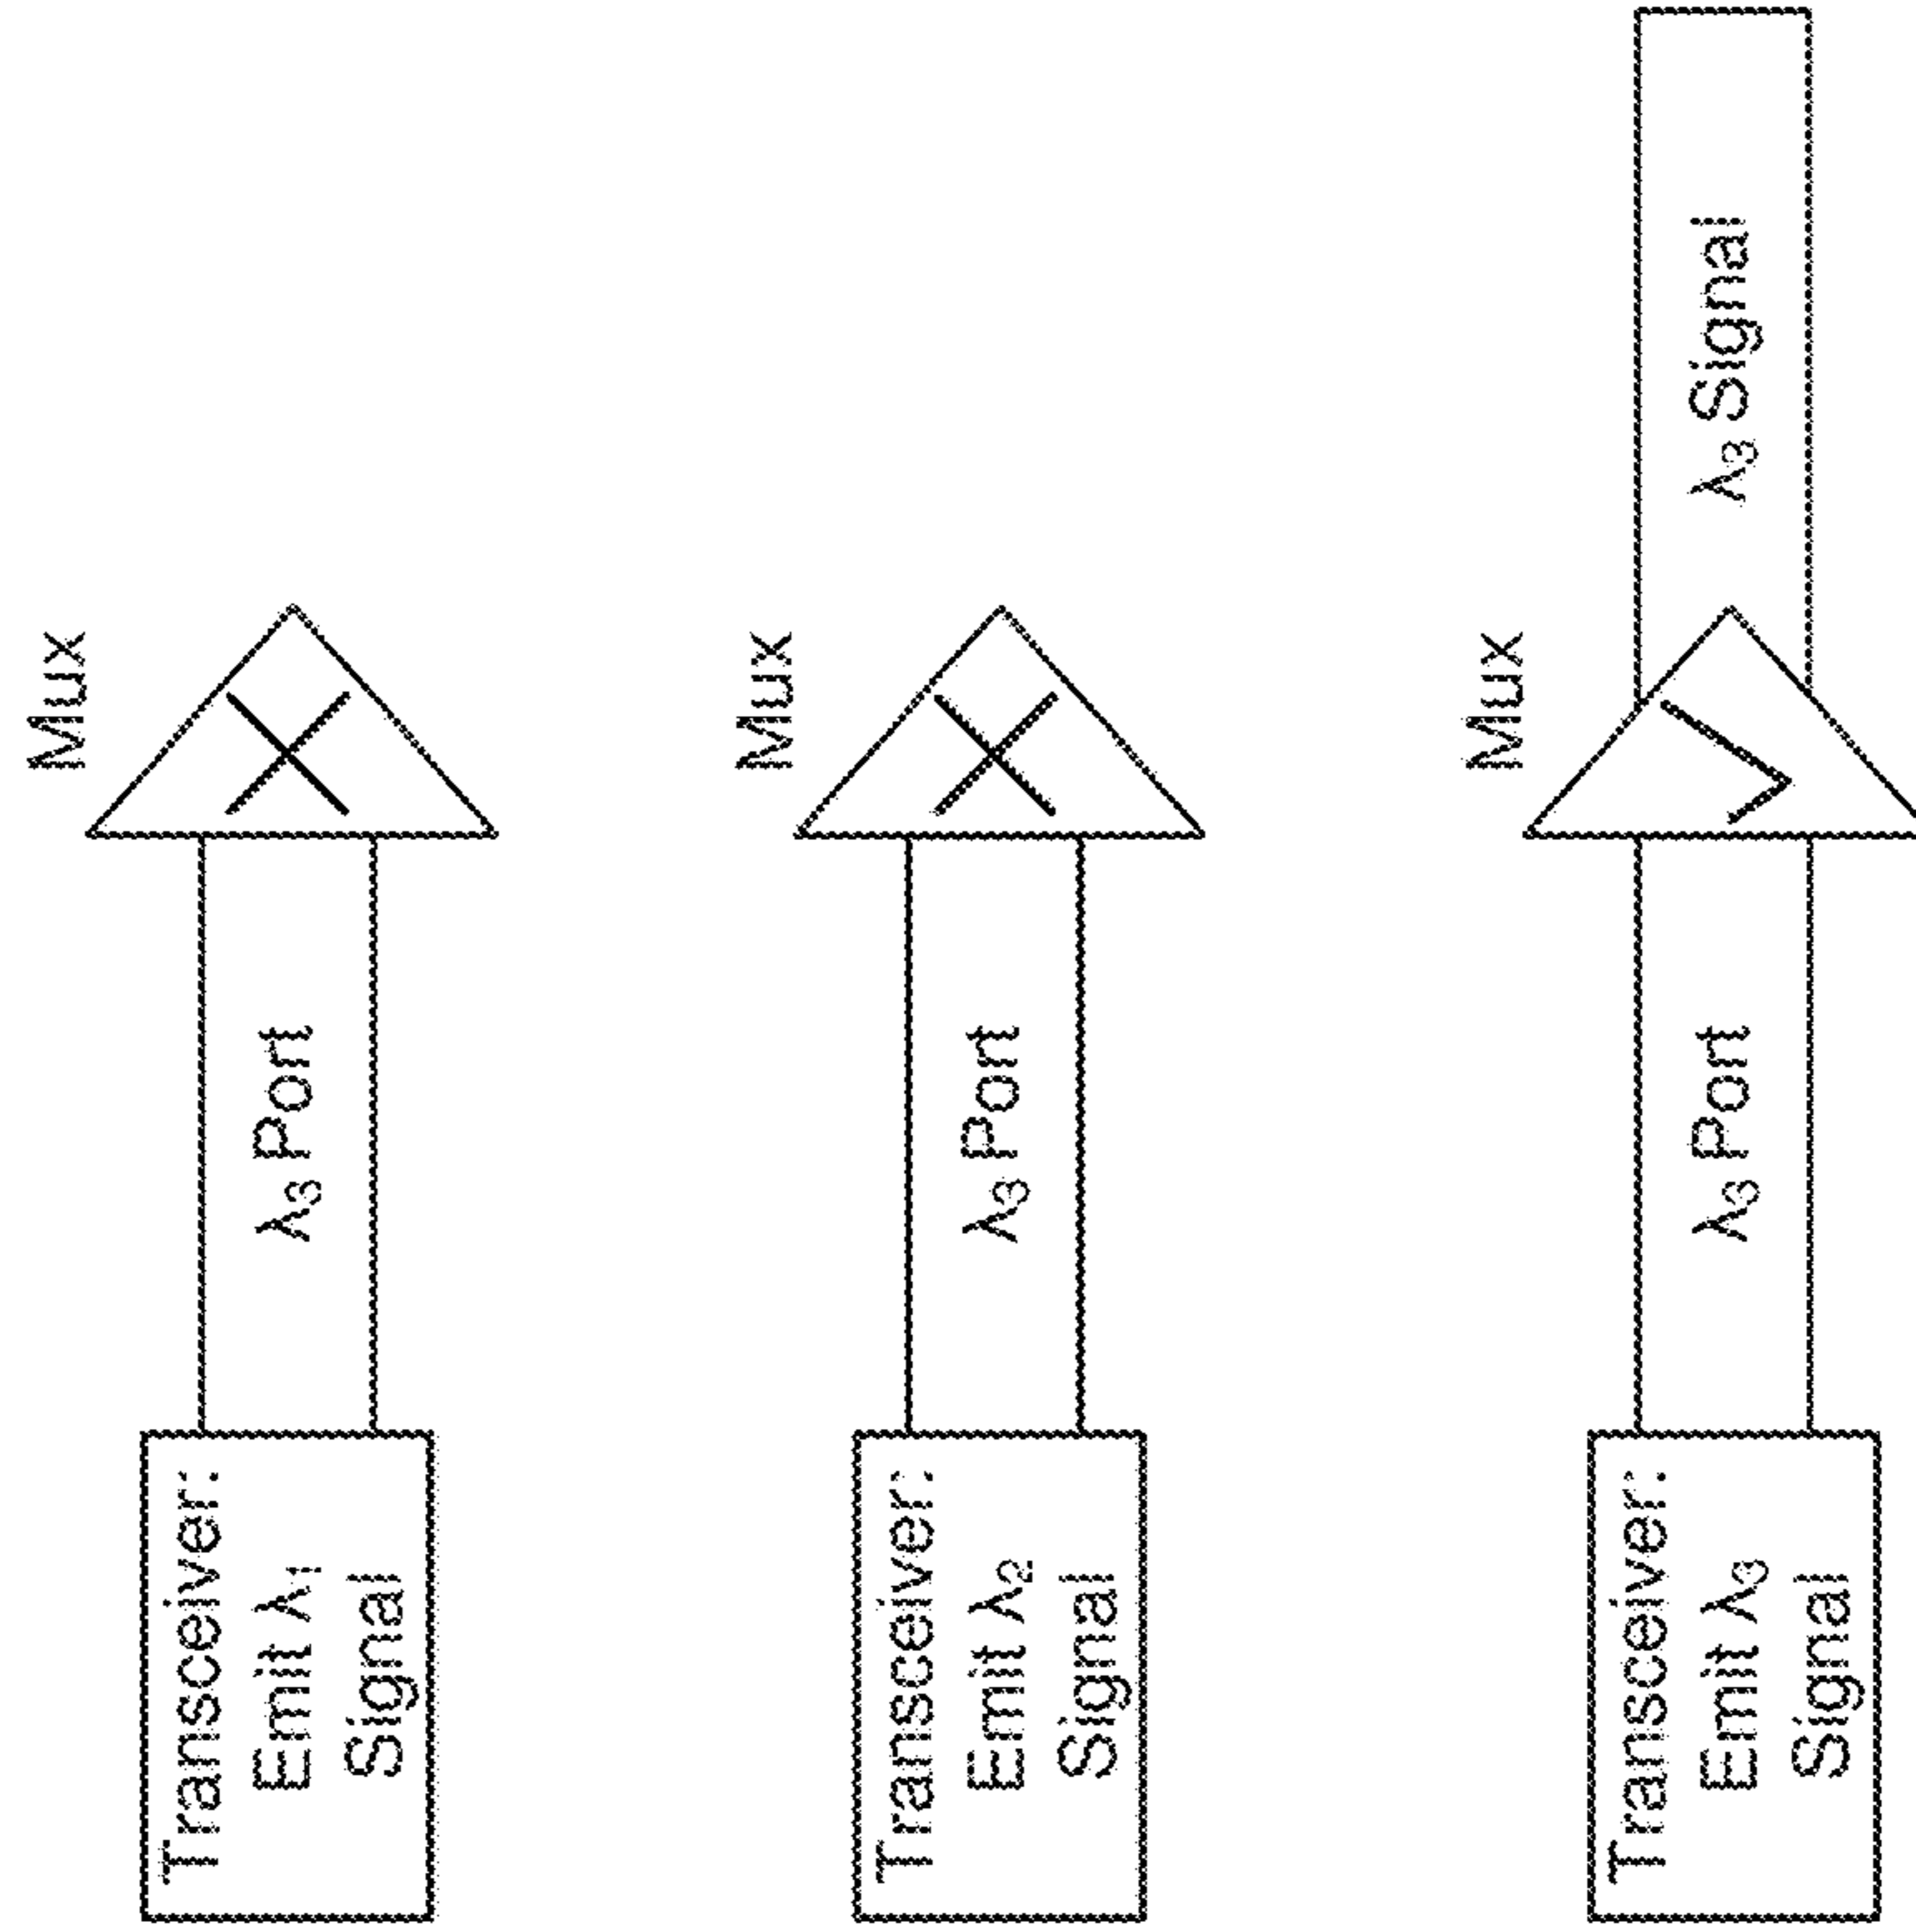 Transceiver:
Emit λ₁
Signal
λ₃ Port
Mux
Transceiver:
Emit λ₂
Signal
λ₃ Port
Mux
Transceiver:
Emit λ₃
Signal
λ₃ Port
Mux
λ₃ Signal